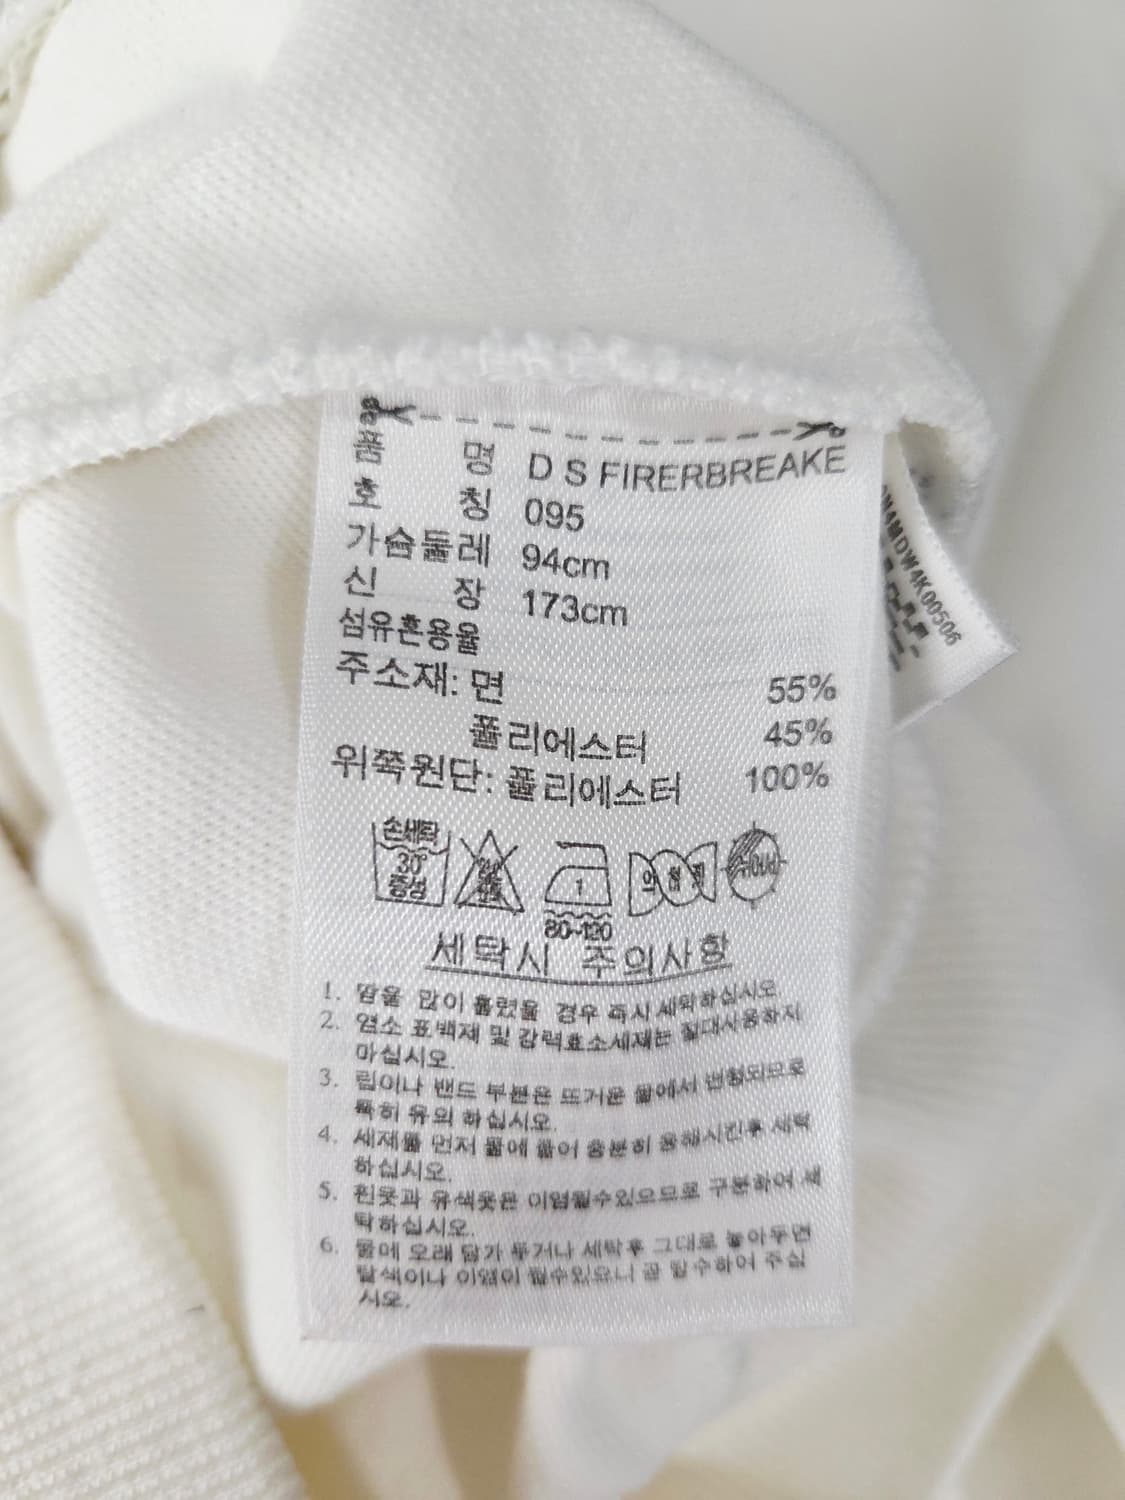 품 명 D S FIRERBREAKE
호 칭 095
가슴둘레 94cm
신 장 173cm
섬유혼용율
주소재: 면 55%
폴리에스터 45%
위쪽원단: 폴리에스터 100%
손세탁
30°
중성
1
80~120
세탁시 주의사항
1. 땀을 많이 흘렸을 경우 즉시 세탁하십시오
2. 염소 표백제 및 강력효소세제는 절대사용하지
마십시오.
3. 립이나 밴드 부분은 뜨거운 물에서 변형되므로
특히 유의 하십시오.
4. 세제를 먼저 물에 풀어 충분히 용해시킨후 세탁
하십시오.
5. 흰옷과 유색옷은 이염될수있으므로 구분하여 세
탁하십시오.
6. 물에 오래 담가 두거나 세탁후 그대로 놓아두면
탈색이나 이염이 될수있으니 곧 탈수하여 주십
시오.